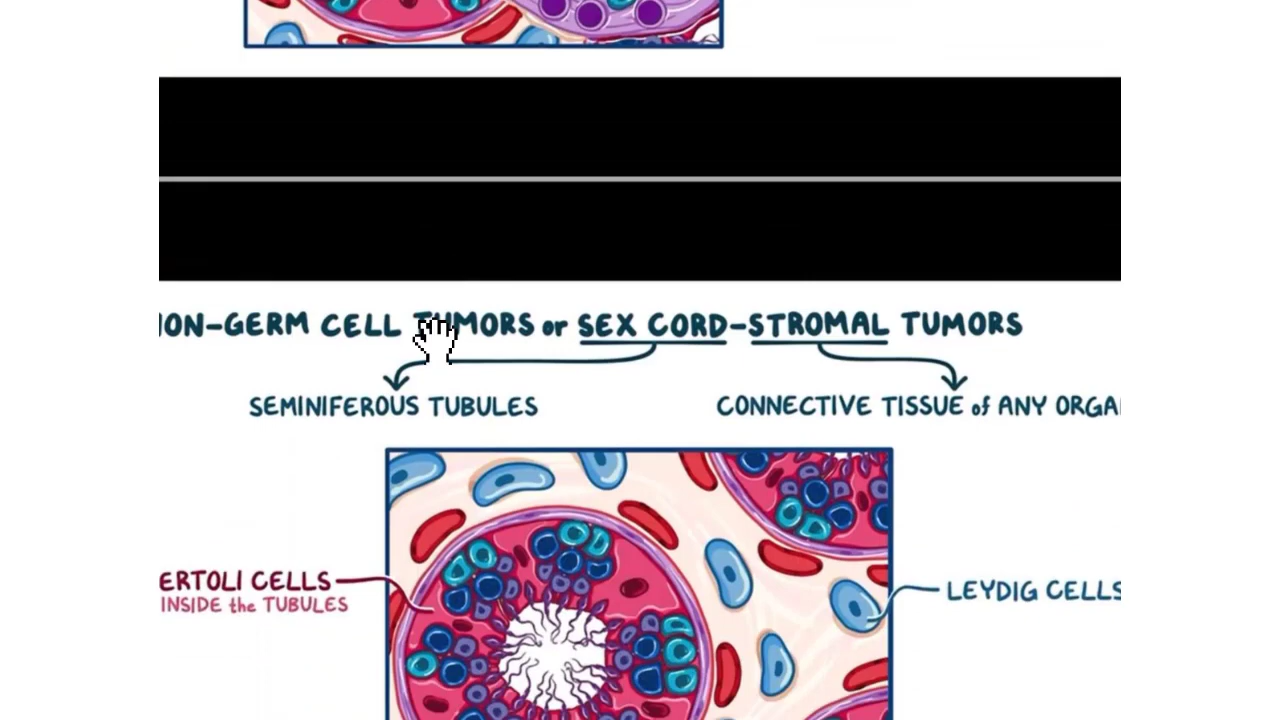 ION-GERM CELL TUMORS or SEX CORD-STROMAL TUMORS
SEMINIFEROUS TUBULES
CONNECTIVE TISSUE of ANY ORGA
ERTOLI CELLS
INSIDE the TUBULES
LEYDIG CELLS